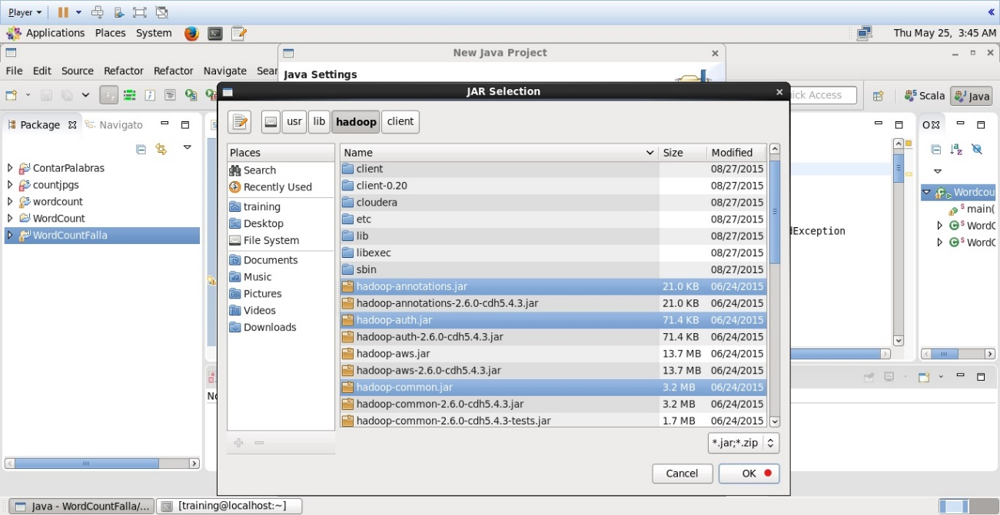 Player
Applications Places System Thu May 25, 3:45 AM
New Java Project
File Edit Source Refactor Refactor Navigate
Java Settings
JAR Selection
Quick Access Scala Java
Package Navigato
usr lib hadoop client
Places
Search
Recently Used
training
Desktop
File System
Documents
Music
Pictures
Videos
Downloads
Name Size Modified
client 08/27/2015
client-0.20 08/27/2015
cloudera 08/27/2015
etc 08/27/2015
lib 08/27/2015
libexec 08/27/2015
sbin 08/27/2015
hadoop-annotations.jar 21.0 KB 06/24/2015
hadoop-annotations-2.6.0-cdh5.4.3.jar 21.0 KB 06/24/2015
hadoop-auth.jar 71.4 KB 06/24/2015
hadoop-auth-2.6.0-cdh5.4.3.jar 71.4 KB 06/24/2015
hadoop-aws.jar 13.7 MB 06/24/2015
hadoop-aws-2.6.0-cdh5.4.3.jar 13.7 MB 06/24/2015
hadoop-common.jar 3.2 MB 06/24/2015
hadoop-common-2.6.0-cdh5.4.3.jar 3.2 MB 06/24/2015
hadoop-common-2.6.0-cdh5.4.3-tests.jar 1.7 MB 06/24/2015
*.jar;*.zip
Cancel OK
ContarPalabras
countjpgs
wordcount
WordCount
WordCountFalla
dException
Wordcou
main(
WordC
WordC
Java - WordCountFalla/... [training@localhost:~]